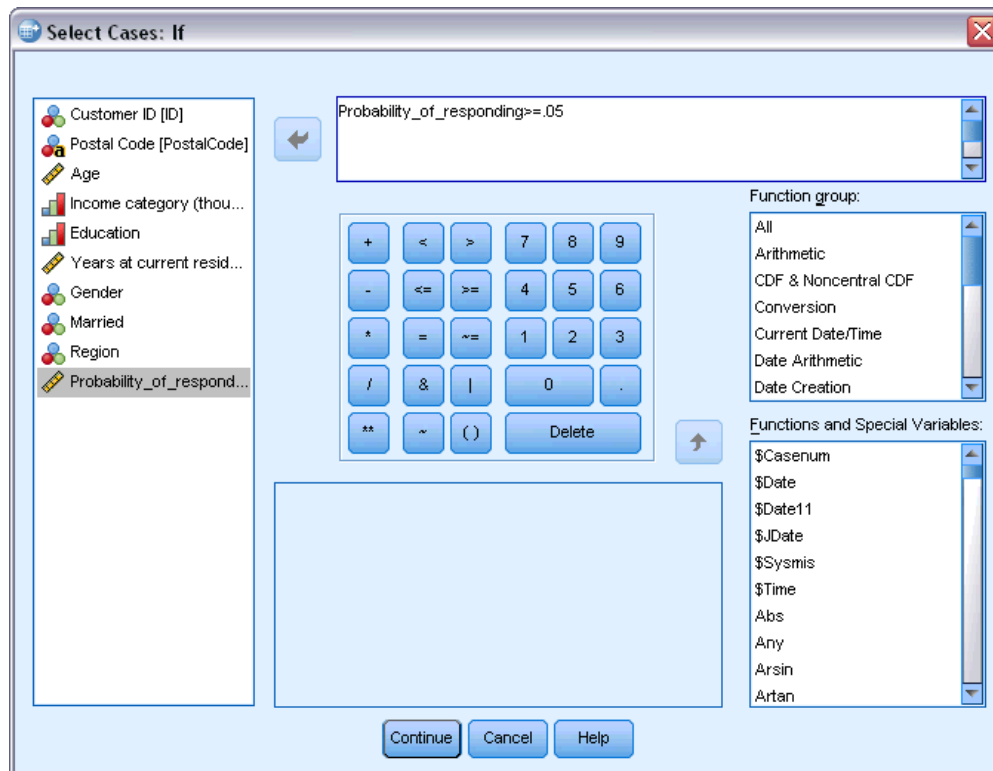 Select Cases: If
Customer ID [ID]
Postal Code [PostalCode]
Age
Income category (thou...
Education
Years at current resid...
Gender
Married
Region
Probability_of_respond...
Probability_of_responding>=.05
+ < > 7 8 9
- <= >= 4 5 6
* = ~= 1 2 3
/ & | 0 .
** ~ ( ) Delete
Function group:
All
Arithmetic
CDF & Noncentral CDF
Conversion
Current Date/Time
Date Arithmetic
Date Creation
Functions and Special Variables:
$Casenum
$Date
$Date11
$JDate
$Sysmis
$Time
Abs
Any
Arsin
Artan
Continue Cancel Help